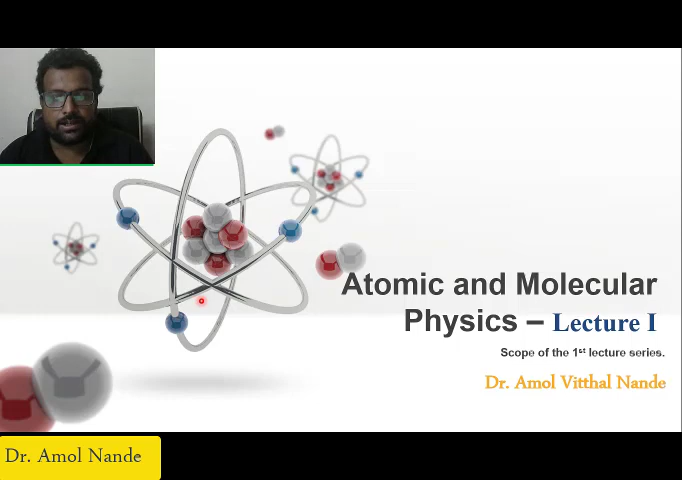 Atomic and Molecular
Physics – Lecture I
Scope of the 1st lecture series.
Dr. Amol Vitthal Nande
Dr. Amol Nande